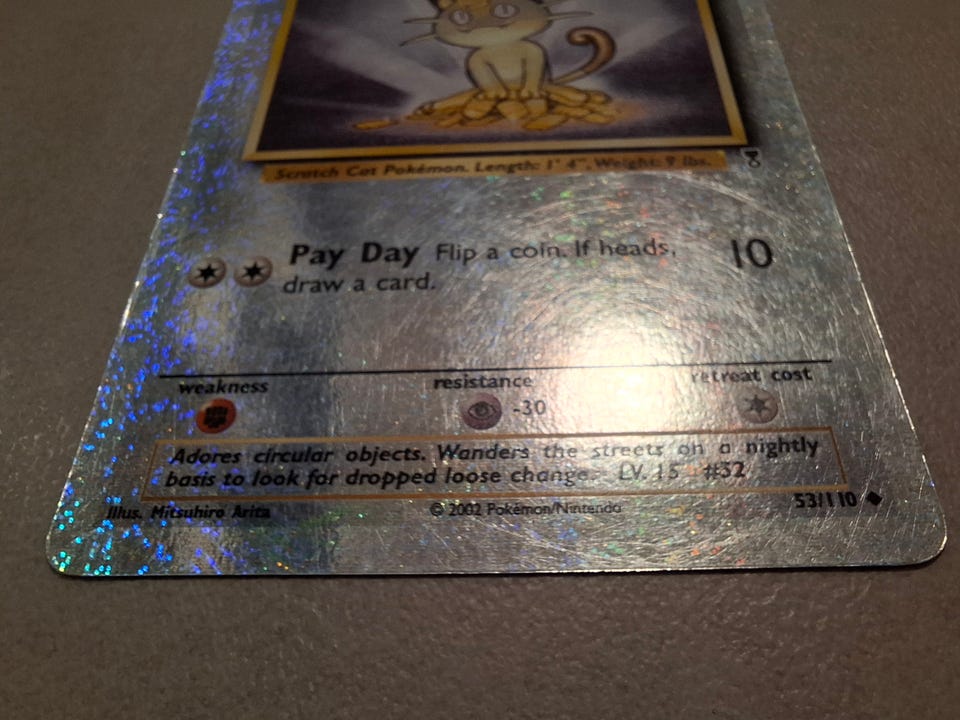 Scratch Cat Pokémon. Length: 1' 4", Weight: 9 lbs.
Pay Day Flip a coin. If heads, 10
draw a card.
weakness resistance retreat cost
-30
Adores circular objects. Wanders the streets on a nightly
basis to look for dropped loose change. LV. 15 #52
Illus. Mitsuhiro Arita © 2002 Pokémon/Nintendo 53/110